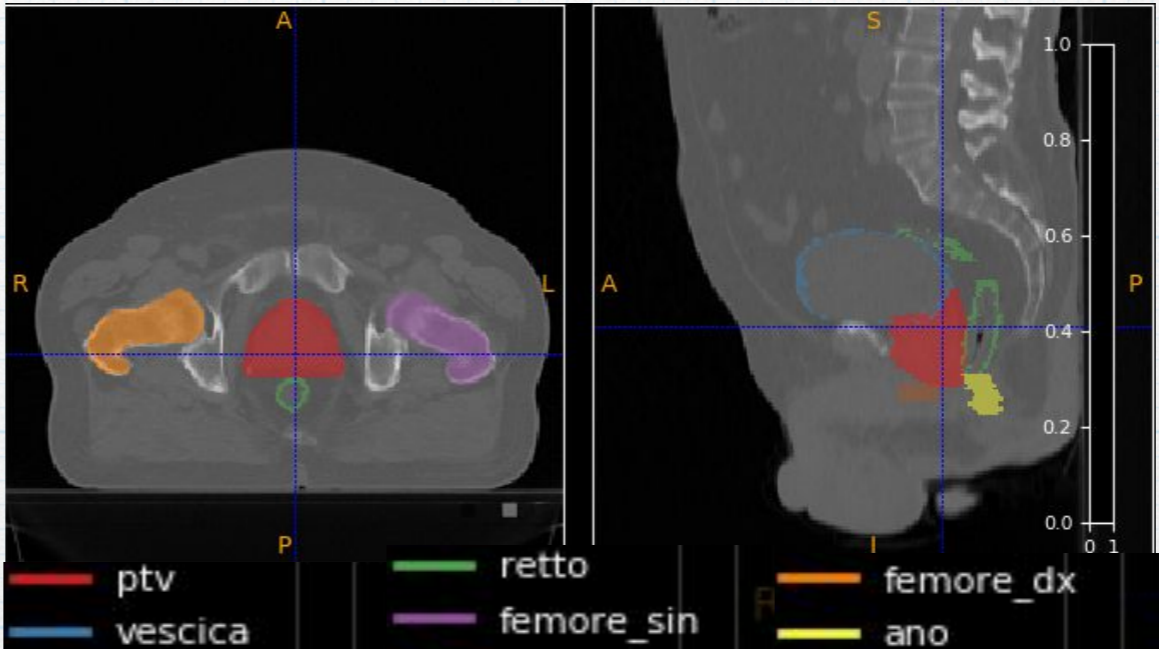 A
R
L
P
S
A
P
I
1.0
0.8
0.6
0.4
0.2
0.0
0 1
ptv
vescica
retto
femore_sin
femore_dx
ano